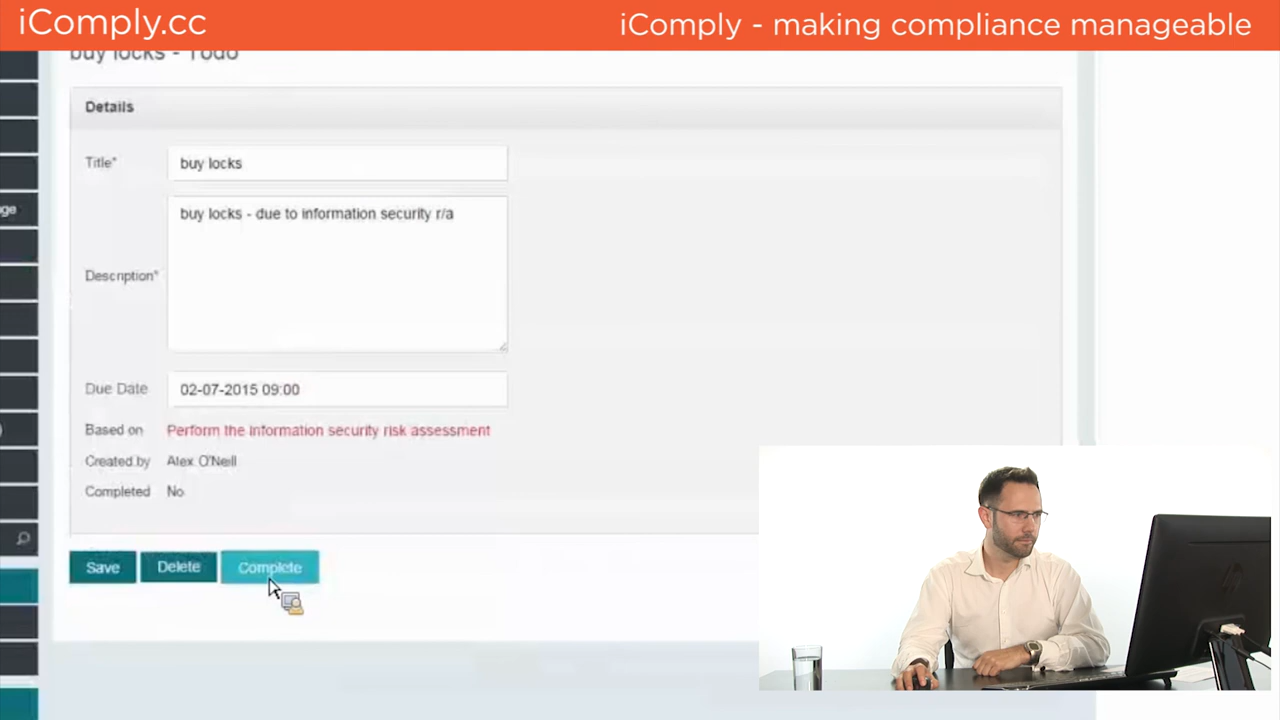 iComply.cc
iComply - making compliance manageable
buy locks - Todo
Details
Title* buy locks
ge
buy locks - due to information security r/a
Description*
Due Date 02-07-2015 09:00
Based on Perform the information security risk assessment
)
Created by Alex O'Neill
Completed No
Save Delete Complete